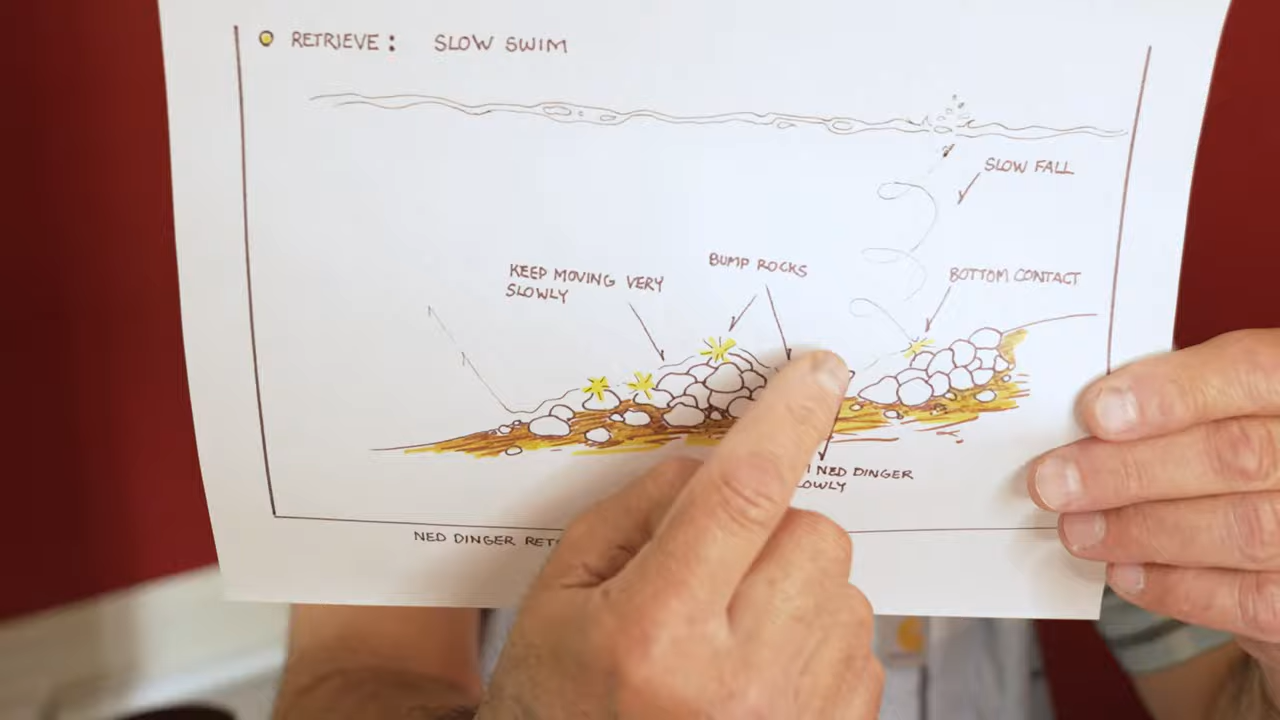 RETRIEVE: SLOW SWIM
SLOW FALL
KEEP MOVING VERY
SLOWLY
BUMP ROCKS
BOTTOM CONTACT
NED DINGER
NED DINGER